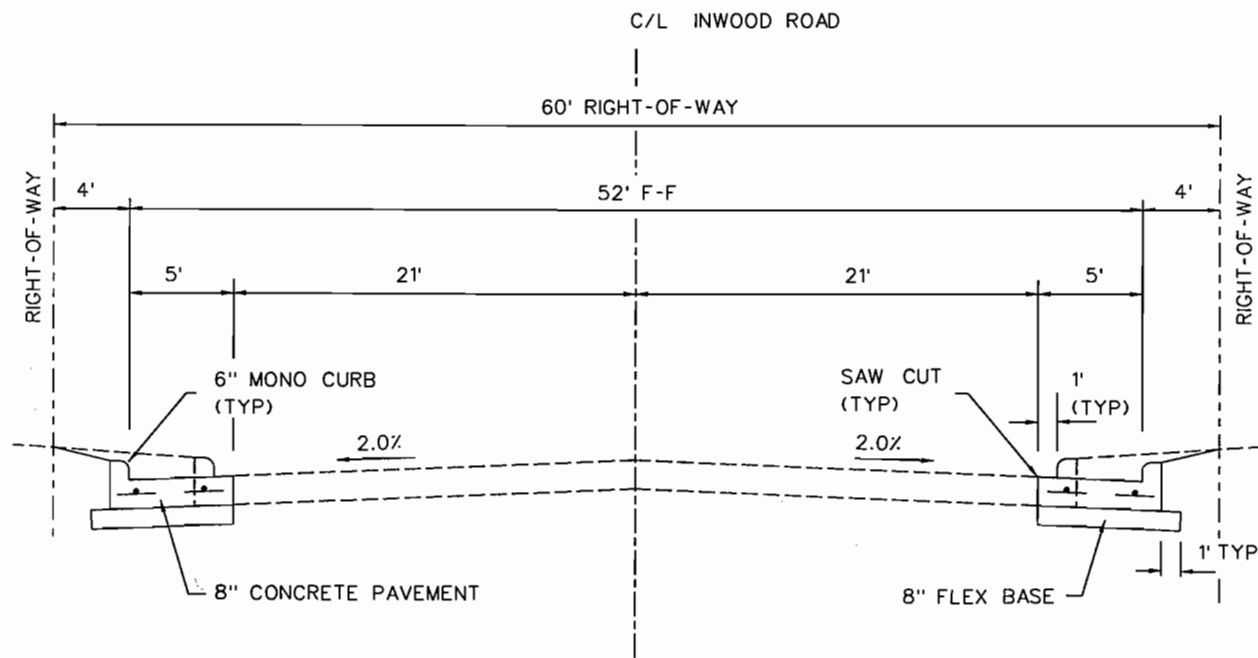 C/L INWOOD ROAD
60' RIGHT-OF-WAY
RIGHT-OF-WAY
4'
52' F-F
4'
RIGHT-OF-WAY
5'
21'
21'
5'
6" MONO CURB
(TYP)
SAW CUT
(TYP)
1'
(TYP)
2.0%
2.0%
8" CONCRETE PAVEMENT
8" FLEX BASE
1' TYP